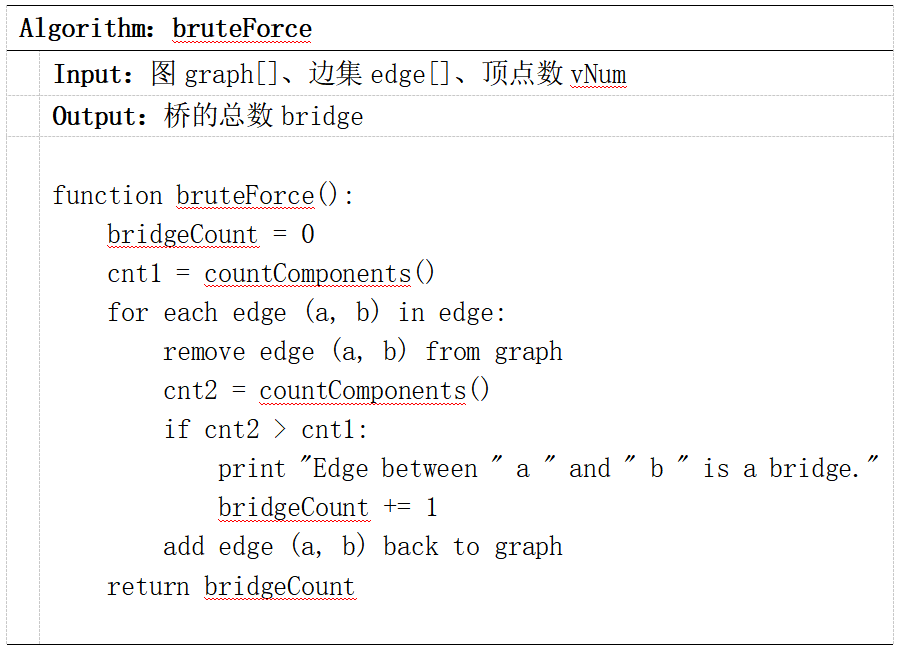 Algorithm: bruteForce
Input: 图 graph[]、边集 edge[]、顶点数 vNum
Output: 桥的总数 bridge
function bruteForce():
bridgeCount = 0
cnt1 = countComponents()
for each edge (a, b) in edge:
remove edge (a, b) from graph
cnt2 = countComponents()
if cnt2 > cnt1:
print "Edge between " a " and " b " is a bridge."
bridgeCount += 1
add edge (a, b) back to graph
return bridgeCount